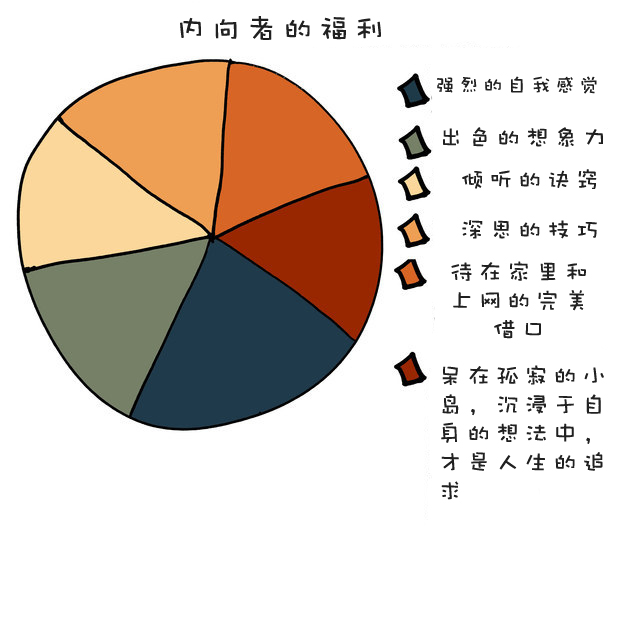 内向者的福利
强烈的自我感觉
出色的想象力
倾听的诀窍
深思的技巧
待在家里和
上网的完美
借口
呆在孤寂的小
岛，沉浸于自
身的想法中，
才是人生的追
求